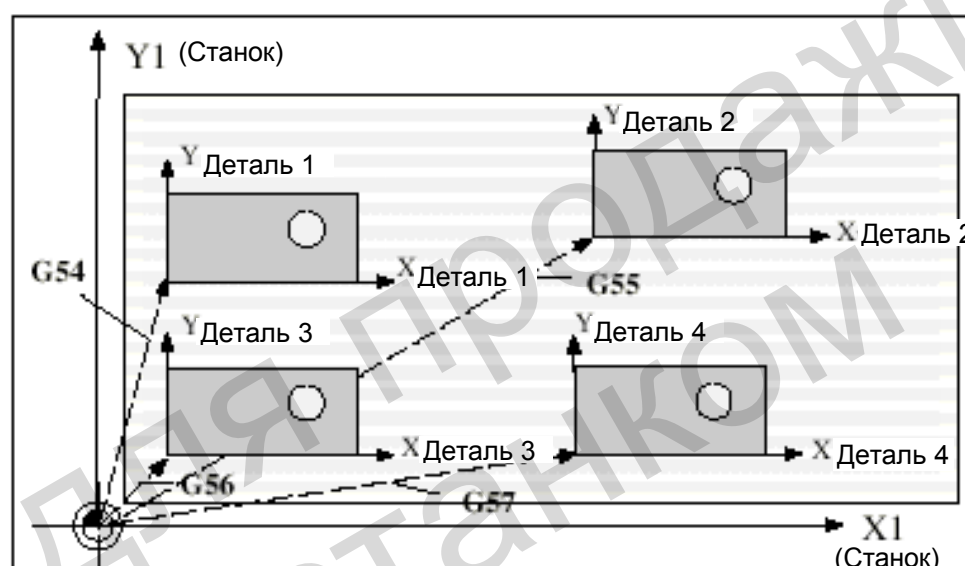 Y1 (Станок)
Y Деталь 2
Y Деталь 1
X Деталь 2
G54
X Деталь 1
G55
Y Деталь 3
Y Деталь 4
X Деталь 3
X Деталь 4
G56
G57
X1
(Станок)
для продажи
станком